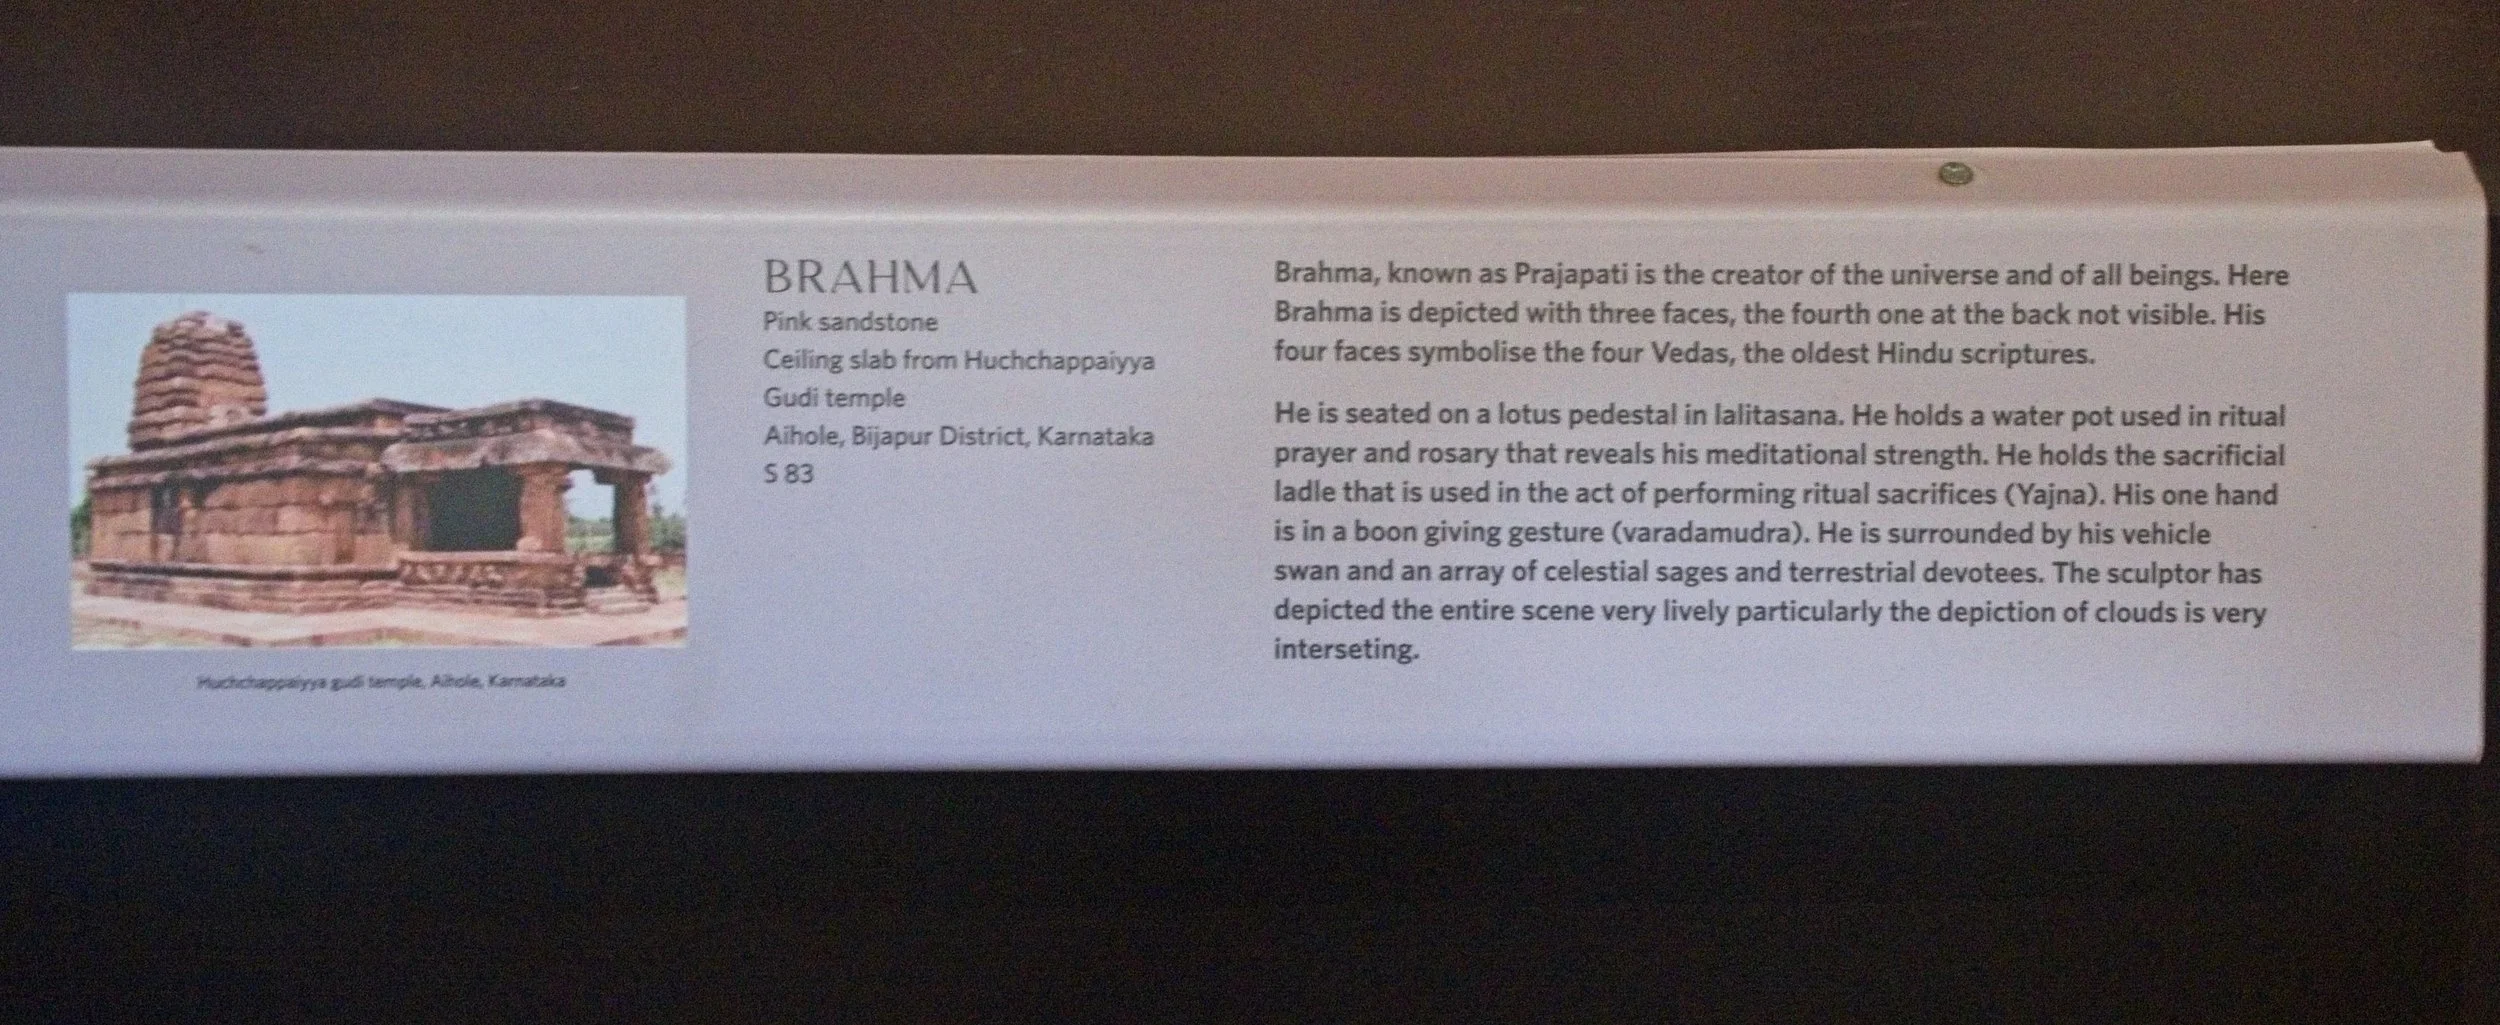 BRAHMA
Pink sandstone
Ceiling slab from Huchchappaiyya
Gudi temple
Aihole, Bijapur District, Karnataka
S 83
Brahma, known as Prajapati is the creator of the universe and of all beings. Here
Brahma is depicted with three faces, the fourth one at the back not visible. His
four faces symbolise the four Vedas, the oldest Hindu scriptures.
He is seated on a lotus pedestal in lalitasana. He holds a water pot used in ritual
prayer and rosary that reveals his meditational strength. He holds the sacrificial
ladle that is used in the act of performing ritual sacrifices (Yajna). His one hand
is in a boon giving gesture (varadamudra). He is surrounded by his vehicle
swan and an array of celestial sages and terrestrial devotees. The sculptor has
depicted the entire scene very lively particularly the depiction of clouds is very
interseting.
Huchchappaiyya gudi temple, Aihole, Karnataka